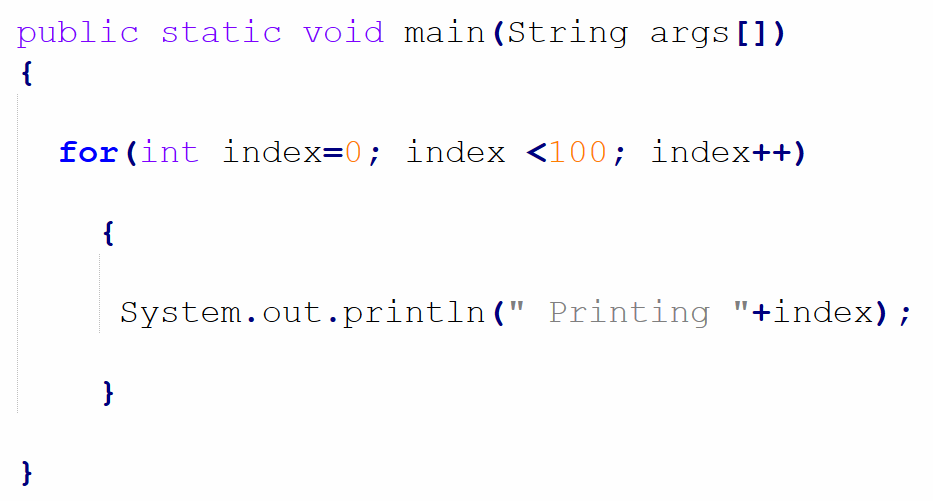 public static void main(String args[])
{
for(int index=0; index <100; index++)
{
System.out.println(" Printing "+index);
}
}